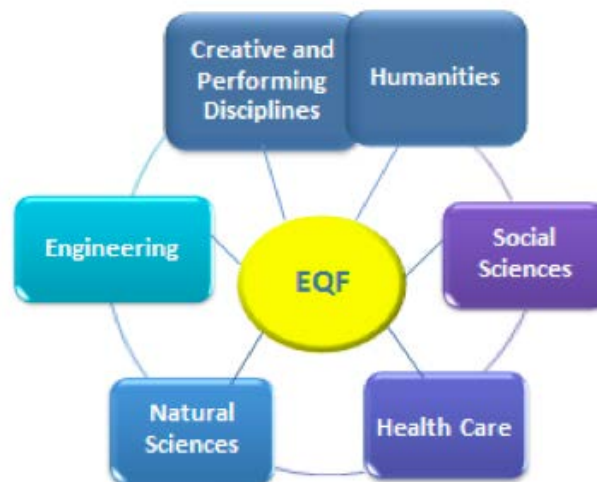 Creative and
Performing
Disciplines
Humanities
Engineering
EQF
Social
Sciences
Natural
Sciences
Health Care